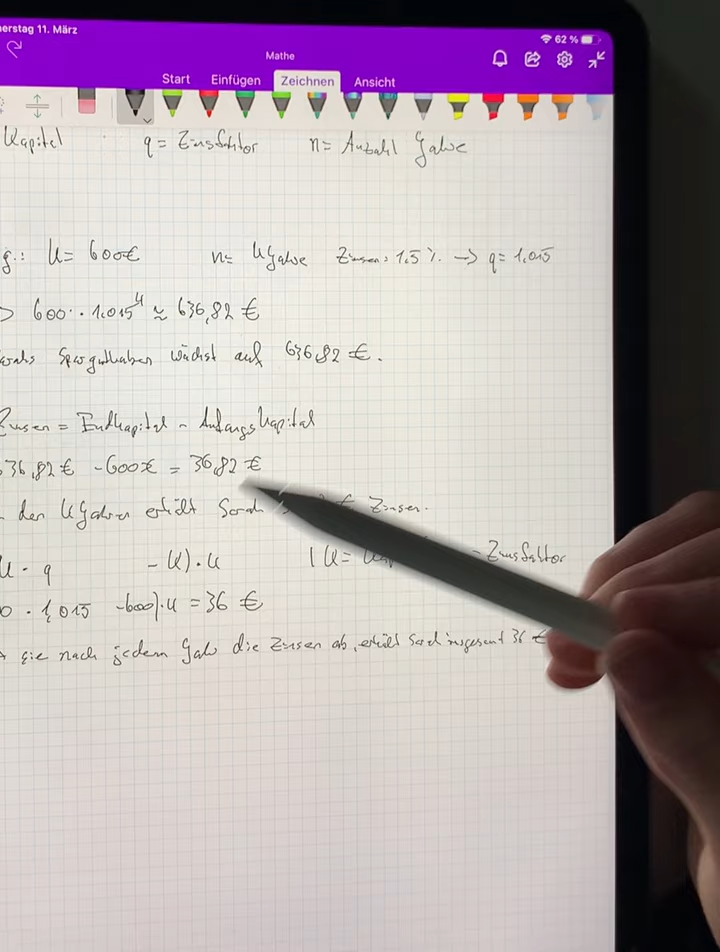 erstag 11. März
62 %
Mathe
Start Einfügen Zeichnen Ansicht
Kapital q = Zinsfaktor n = Anzahl Jahre
g.: K = 600€ n= 4 Jahre Zinsen: 1,5 % → q = 1,015
600 · 1,015⁴ ≈ 636,82 €
Sparguthaben wächst auf 636,82 €.
Zinsen = Endkapital - Anfangskapital
636,82 € - 600€ = 36,82 €
den 4 Jahren erhält Sarah € Zinsen.
K · q - K) · 4 | K = - Zinsfaktor
0 · 1,015 -600) · 4 = 36 €
sie nach jedem Jahr die Zinsen ab, erhält Sarah insgesamt 36 €